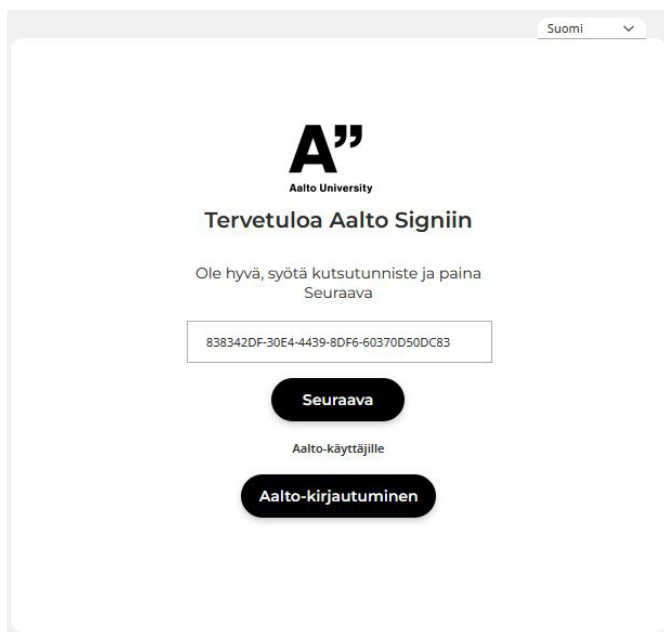 Suomi
A”
Aalto University
Tervetuloa Aalto Signiin
Ole hyvä, syötä kutsutunniste ja paina
Seuraava
838342DF-30E4-4439-8DF6-60370D50DC83
Seuraava
Aalto-käyttäjille
Aalto-kirjautuminen